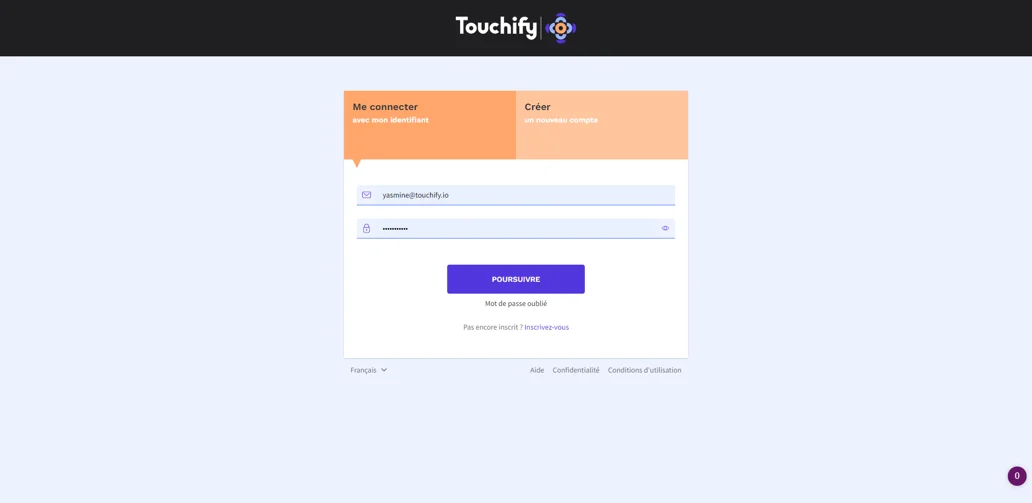 Touchify
Me connecter
avec mon identifiant
Créer
un nouveau compte
yasmine@touchify.io
•••••••••••
POURSUIVRE
Mot de passe oublié
Pas encore inscrit ? Inscrivez-vous
Français
Aide Confidentialité Conditions d'utilisation
0